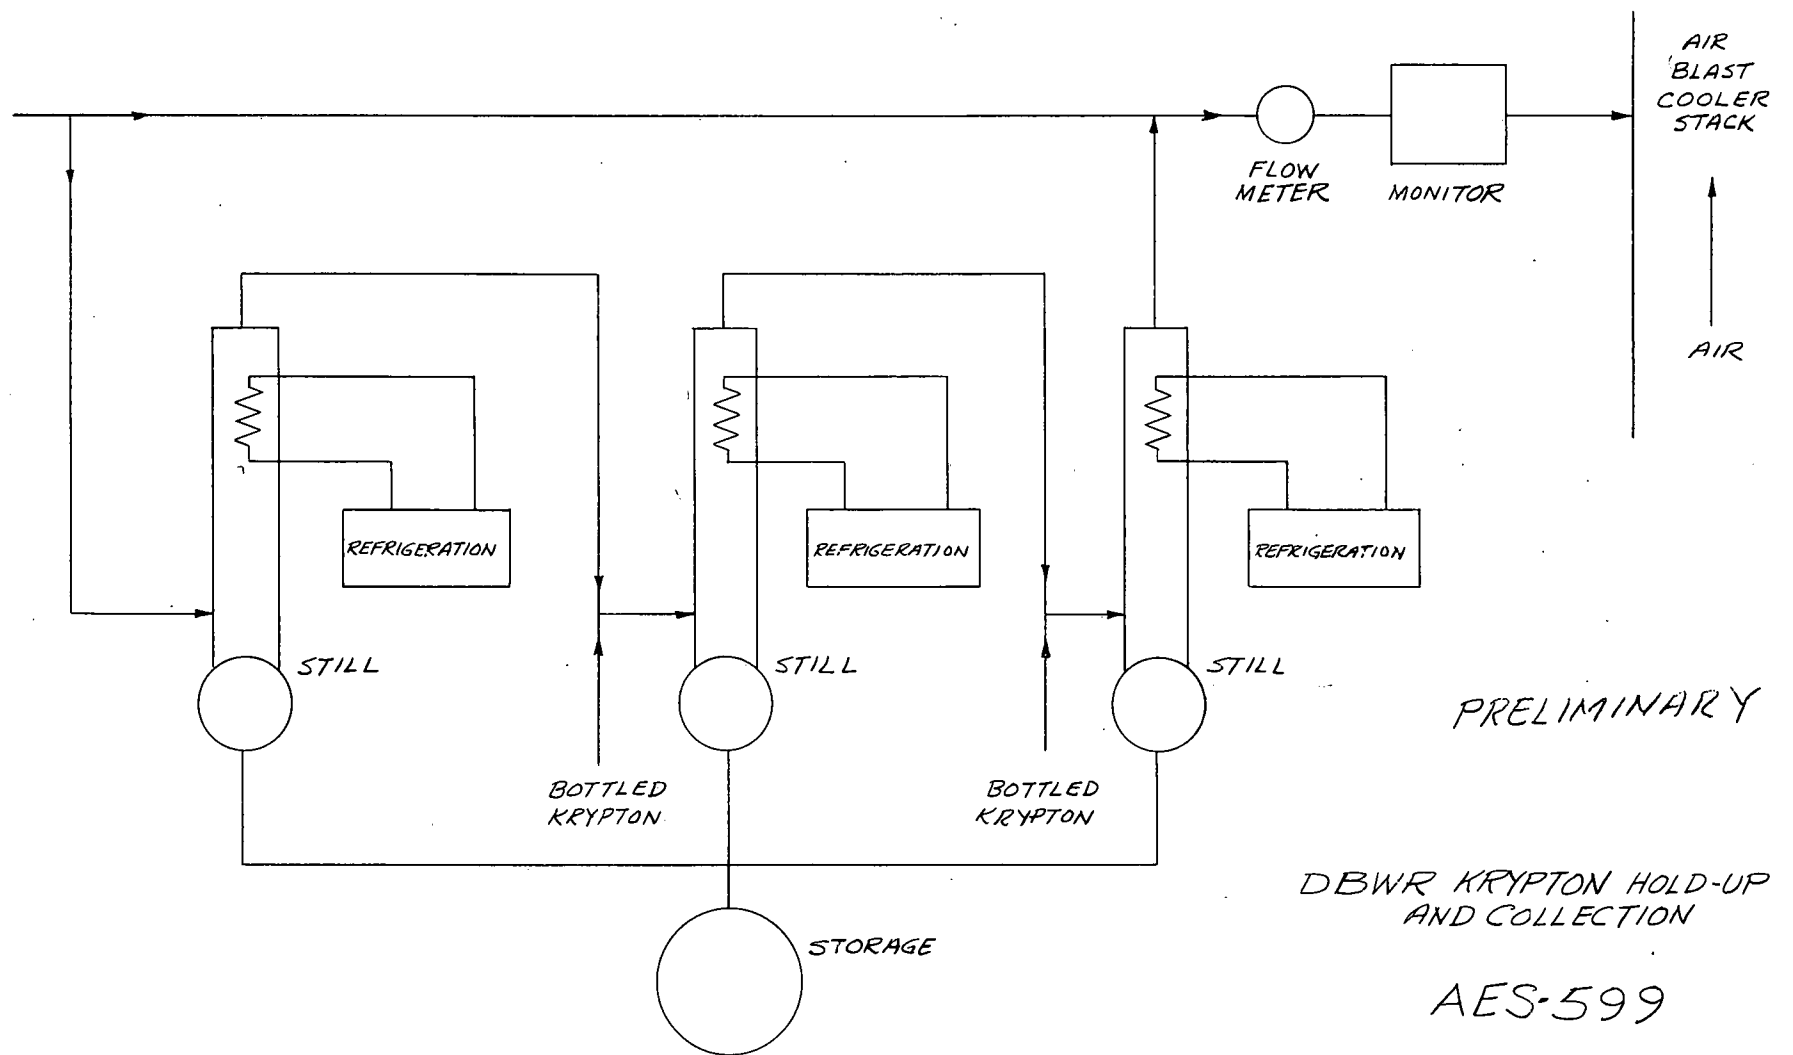 AIR
BLAST
COOLER
STACK
FLOW
METER
MONITOR
AIR
REFRIGERATION
REFRIGERATION
REFRIGERATION
STILL
STILL
STILL
PRELIMINARY
BOTTLED
KRYPTON
BOTTLED
KRYPTON
DBWR KRYPTON HOLD-UP
AND COLLECTION
STORAGE
AES-599